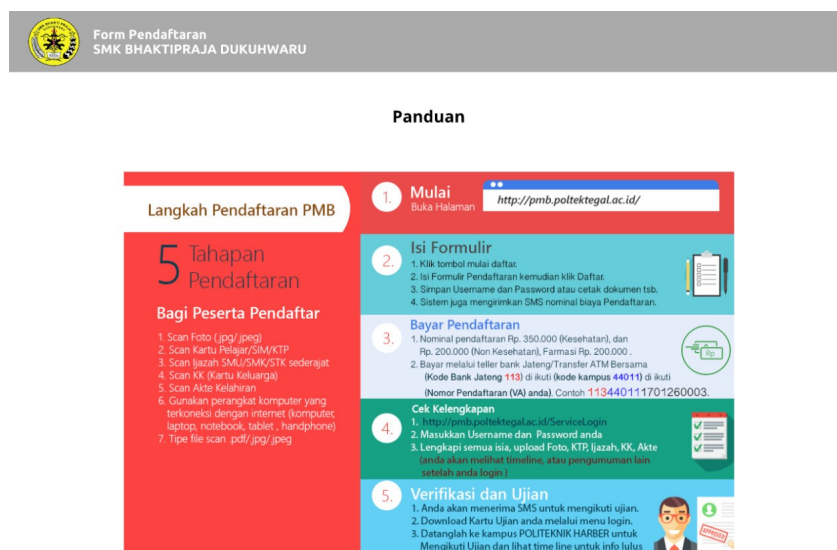 Form Pendaftaran
SMK BHAKTIPRAJA DUKUHWARU
Panduan
Langkah Pendaftaran PMB
5 Tahapan
Pendaftaran
Bagi Peserta Pendaftar
1. Scan Foto (.jpg/.jpeg)
2. Scan Kartu Pelajar/SIM/KTP
3. Scan Ijazah SMU/SMK/STK sederajat
4. Scan KK (Kartu Keluarga)
5. Scan Akte Kelahiran
6. Gunakan perangkat komputer yang
terkoneksi dengan internet (komputer,
laptop, notebook, tablet , handphone)
7. Tipe file scan .pdf/.jpg/.jpeg
1. Mulai
Buka Halaman
http://pmb.poltektegal.ac.id/
2. Isi Formulir
1. Klik tombol mulai daftar.
2. Isi Formulir Pendaftaran kemudian klik Daftar.
3. Simpan Username dan Password atau cetak dokumen tsb.
4. Sistem juga mengirimkan SMS nominal biaya Pendaftaran.
3. Bayar Pendaftaran
1. Nominal pendaftaran Rp. 350.000 (Kesehatan), dan
Rp. 200.000 (Non Kesehatan), Farmasi Rp. 200.000 .
2. Bayar melalui teller bank Jateng/Transfer ATM Bersama
(Kode Bank Jateng 113) di ikuti (kode kampus 44011) di ikuti
(Nomor Pendaftaran (VA) anda). Contoh 113440111701260003.
Rp
4. Cek Kelengkapan
1. http://pmb.poltektegal.ac.id/ServiceLogin
2. Masukkan Username dan Password anda
3. Lengkapi semua isia, upload Foto, KTP, Ijazah, KK, Akte
(anda akan melihat timeline, atau pengumuman lain
setelah anda login )
5. Verifikasi dan Ujian
1. Anda akan menerima SMS untuk mengikuti ujian.
2. Download Kartu Ujian anda melalui menu login.
3. Datanglah ke kampus POLITEKNIK HARBER untuk
Mengikuti Ujian dan lihat time line untuk info lulus
APPROVED